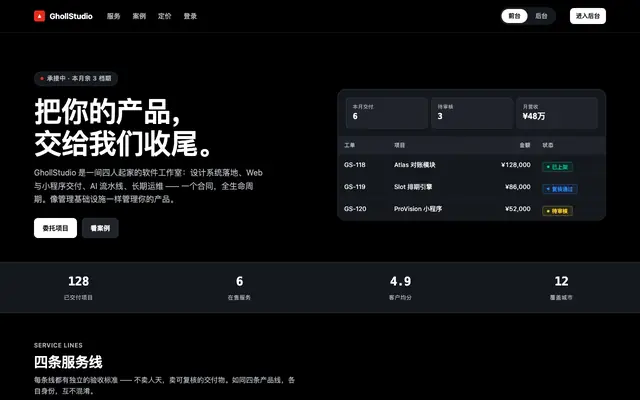 GhollStudio 服务 案例 定价 登录 前台 后台 进入后台
承接中 · 本月余 3 档期
把你的产品，
交给我们收尾。
GhollStudio 是一间四人起家的软件工作室：设计系统落地、Web
与小程序交付、AI 流水线、长期运维 —— 一个合同，全生命周
期。像管理基础设施一样管理你的产品。
委托项目 看案例
本月交付 待审核 月营收
6 3 ¥48万
工单 项目 金额 状态
GS-118 Atlas 对账模块 ¥128,000 已上架
GS-119 Slot 排期引擎 ¥86,000 复核通过
GS-120 ProVision 小程序 ¥52,000 待审核
128 6 4.9 12
已交付项目 在售服务 客户均分 覆盖城市
SERVICE LINES
四条服务线
每条线都有独立的验收标准 —— 不卖人天，卖可复核的交付物。如同四条产品线，各
自身份，互不混淆。